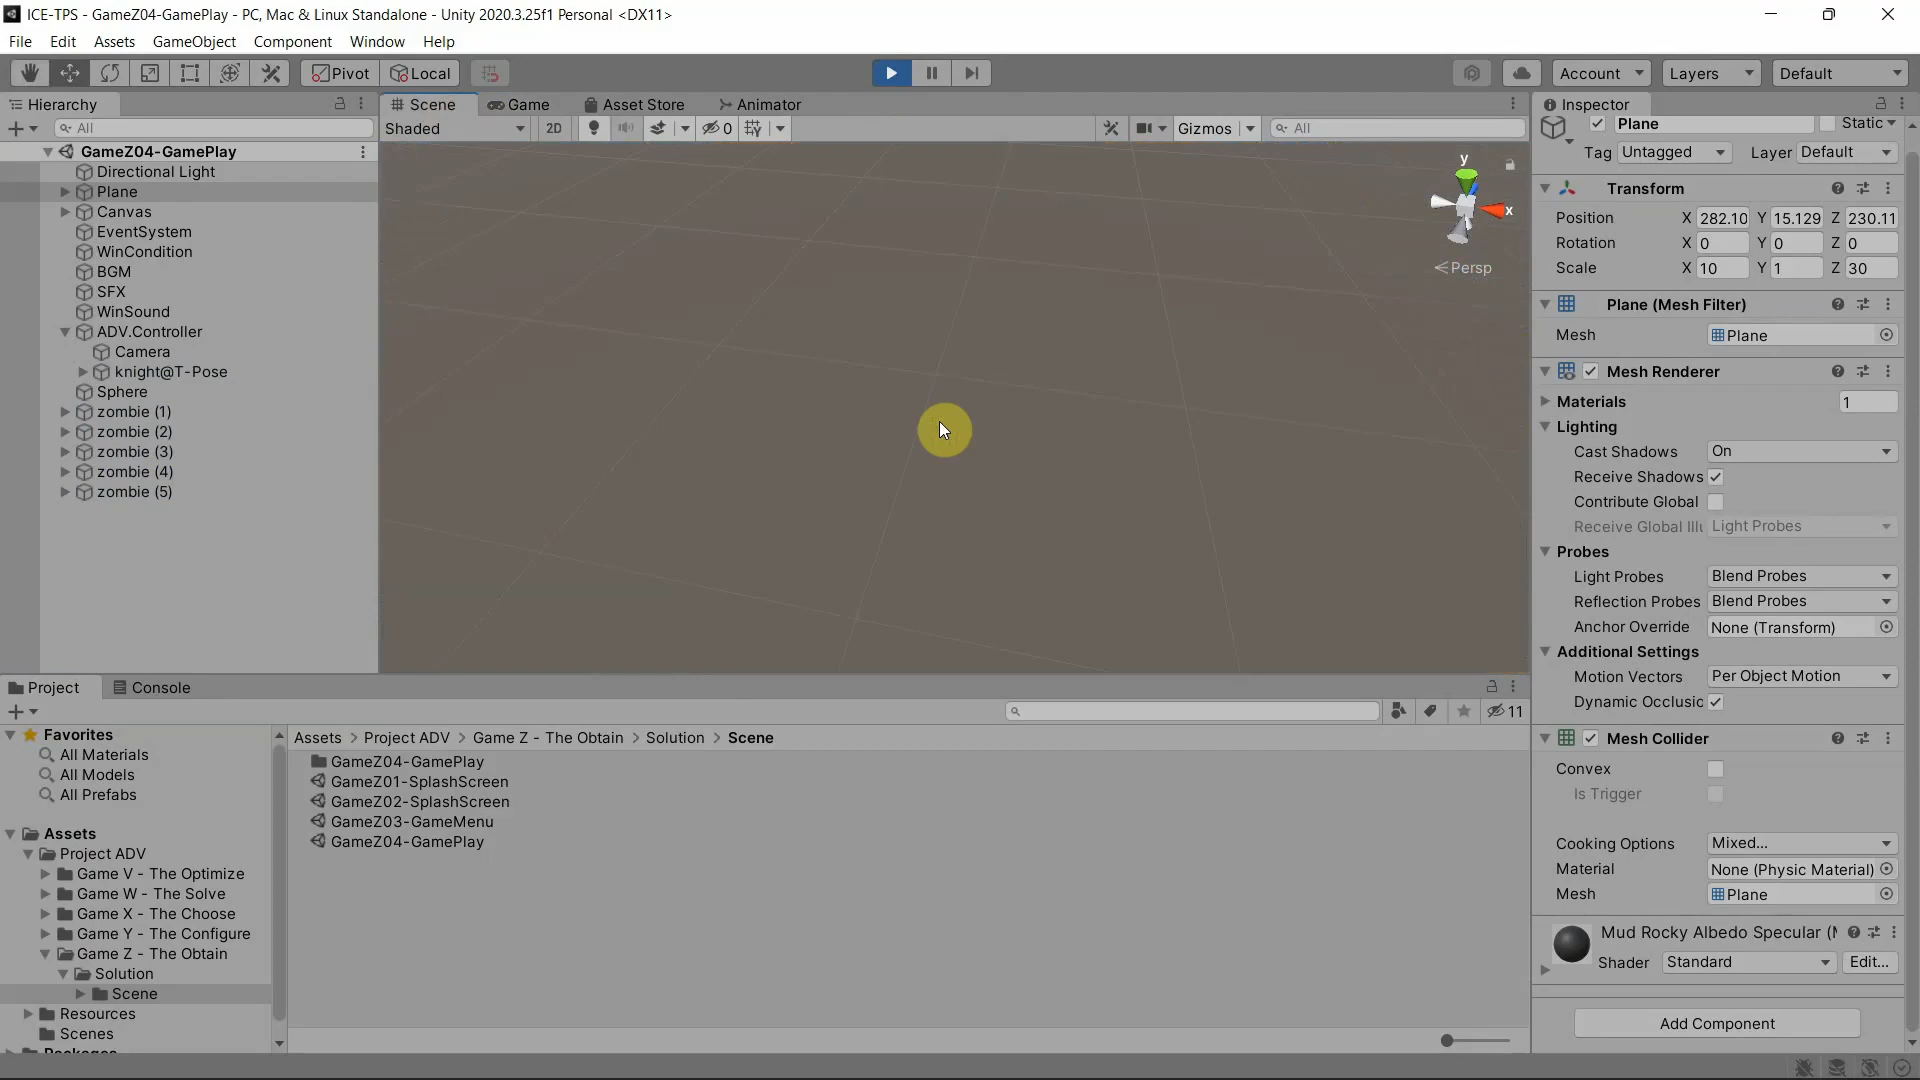 ICE-TPS - GameZ04-GamePlay - PC, Mac & Linux Standalone - Unity 2020.3.25f1 Personal <DX11>
File Edit Assets GameObject Component Window Help
Pivot Local Account Layers Default
Hierarchy
All
GameZ04-GamePlay
Directional Light
Plane
Canvas
EventSystem
WinCondition
BGM
SFX
WinSound
ADV.Controller
Camera
knight@T-Pose
Sphere
zombie (1)
zombie (2)
zombie (3)
zombie (4)
zombie (5)
Scene Game Asset Store Animator
Shaded 2D 0 Gizmos All
y
x
Persp
Inspector
Plane Static
Tag Untagged Layer Default
Transform
Position X 282.10 Y 15.129 Z 230.11
Rotation X 0 Y 0 Z 0
Scale X 10 Y 1 Z 30
Plane (Mesh Filter)
Mesh Plane
Mesh Renderer
Materials 1
Lighting
Cast Shadows On
Receive Shadows
Contribute Global
Receive Global Illu Light Probes
Probes
Light Probes Blend Probes
Reflection Probes Blend Probes
Anchor Override None (Transform)
Additional Settings
Motion Vectors Per Object Motion
Dynamic Occlusic
Mesh Collider
Convex
Is Trigger
Cooking Options Mixed...
Material None (Physic Material)
Mesh Plane
Mud Rocky Albedo Specular (
Shader Standard Edit...
Add Component
Project Console
11
Favorites
All Materials
All Models
All Prefabs
Assets
Project ADV
Game V - The Optimize
Game W - The Solve
Game X - The Choose
Game Y - The Configure
Game Z - The Obtain
Solution
Scene
Resources
Scenes
Packages
Assets > Project ADV > Game Z - The Obtain > Solution > Scene
GameZ04-GamePlay
GameZ01-SplashScreen
GameZ02-SplashScreen
GameZ03-GameMenu
GameZ04-GamePlay